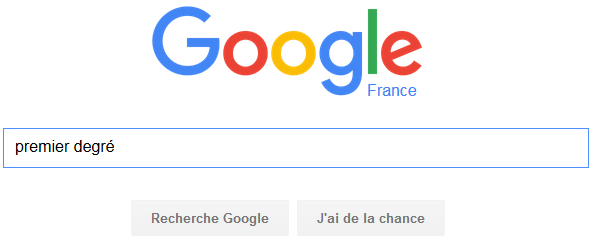 Google
France
premier degré
Recherche Google
J'ai de la chance